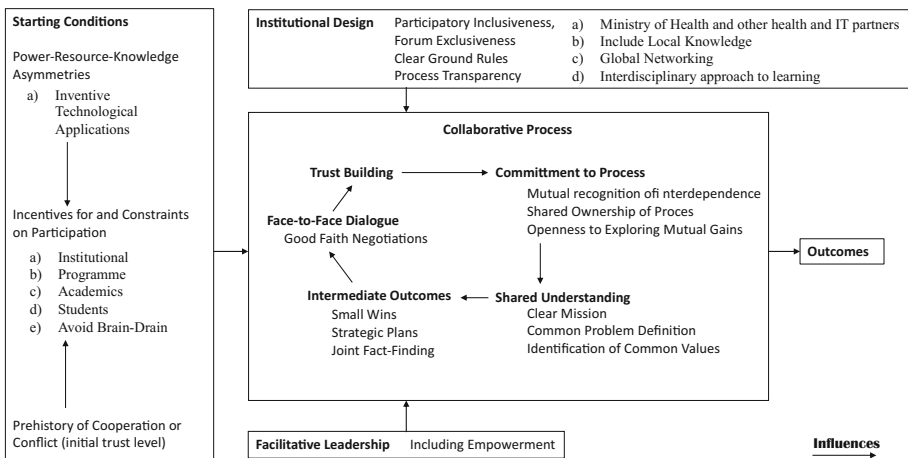 Starting Conditions
Power-Resource-Knowledge
Asymmetries
a) Inventive
Technological
Applications
Incentives for and Constraints
on Participation
a) Institutional
b) Programme
c) Academics
d) Students
e) Avoid Brain-Drain
Prehistory of Cooperation or
Conflict (initial trust level)
Institutional Design
Participatory Inclusiveness,
Forum Exclusiveness
Clear Ground Rules
Process Transparency
a) Ministry of Health and other health and IT partners
b) Include Local Knowledge
c) Global Networking
d) Interdisciplinary approach to learning
Collaborative Process
Trust Building
Commitment to Process
Mutual recognition ofi nterdependence
Shared Ownership of Proces
Openness to Exploring Mutual Gains
Face-to-Face Dialogue
Good Faith Negotiations
Intermediate Outcomes
Small Wins
Strategic Plans
Joint Fact-Finding
Shared Understanding
Clear Mission
Common Problem Definition
Identification of Common Values
Outcomes
Facilitative Leadership Including Empowerment
Influences